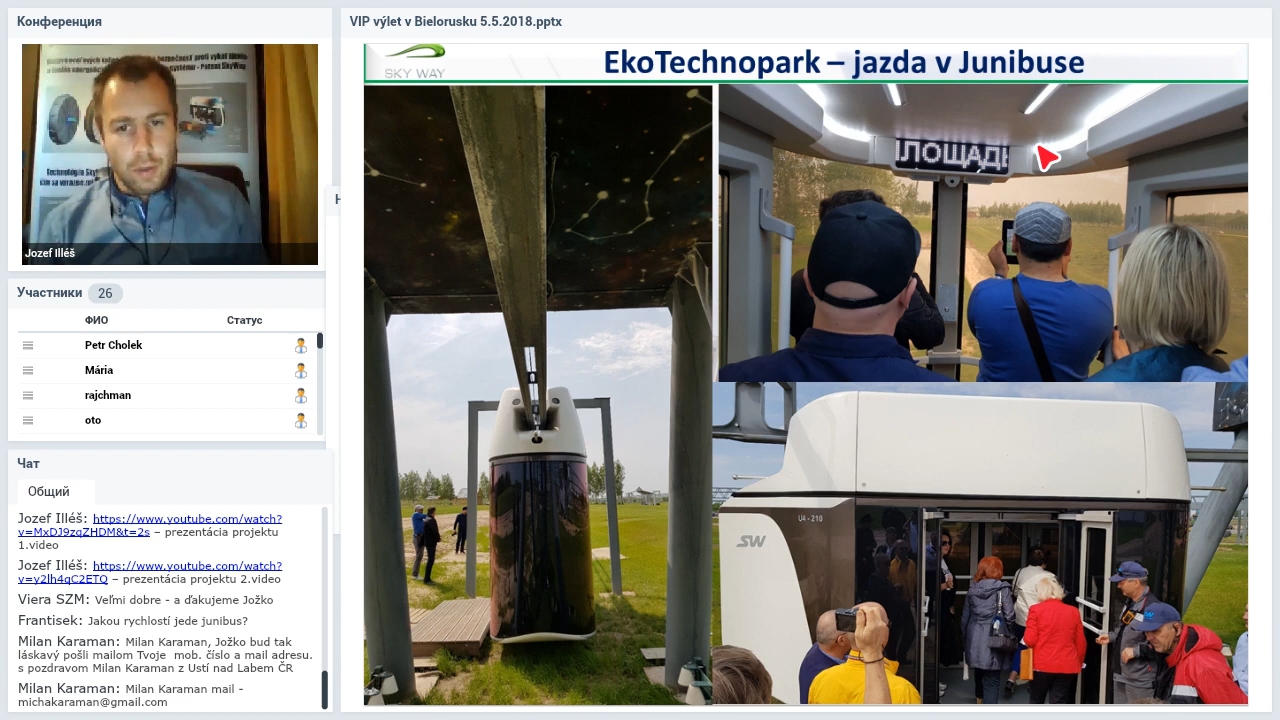 Конференция
Jozef Illéš
Участники 26
ФИО Статус
Petr Cholek
Mária
rajchman
oto
Чат
Общий
Jozef Illéš: https://www.youtube.com/watch?
v=MxDJ9zqZHDM&t=2s – prezentácia projektu
1.video
Jozef Illéš: https://www.youtube.com/watch?
v=y2lh4qC2ETQ – prezentácia projektu 2.video
Viera SZM: Veľmi dobre - a ďakujeme Jožko
Frantisek: Jakou rychlostí jede junibus?
Milan Karaman: Milan Karaman, Jožko bud tak
láskavý pošli mailom Tvoje mob. číslo a mail adresu.
s pozdravom Milan Karaman z Ustí nad Labem ČR
Milan Karaman: Milan Karaman mail -
michakaraman@gmail.com
Н
VIP výlet v Bielorusku 5.5.2018.pptx
SKY WAY
EkoTechnopark – jazda v Junibuse
ПЛОЩАДЬ
U4 - 210
SW